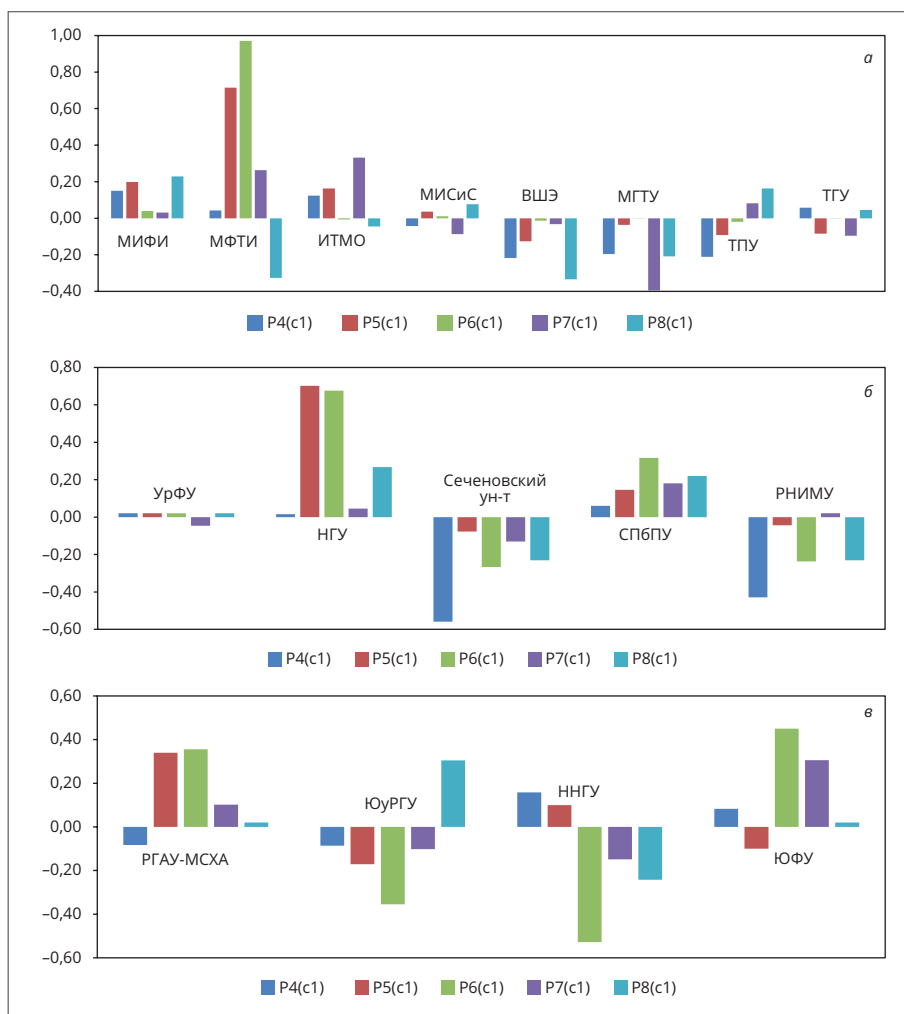 1,00
а
0,80
0,60
0,40
0,20
МИСиС ВШЭ МГТУ ТГУ
0,00
МИФИ МФТИ ИТМО ТПУ
–0,20
–0,40
P4(c1) P5(c1) P6(c1) P7(c1) P8(c1)
0,80
б
0,60
0,40
0,20
УрФУ Сеченовский ун-т РНИМУ
0,00
НГУ СПбПУ
–0,20
–0,40
–0,60
P4(c1) P5(c1) P6(c1) P7(c1) P8(c1)
0,60
в
0,40
0,20
ЮуРГУ ННГУ
0,00
РГАУ-МСХА ЮФУ
–0,20
–0,40
–0,60
P4(c1) P5(c1) P6(c1) P7(c1) P8(c1)